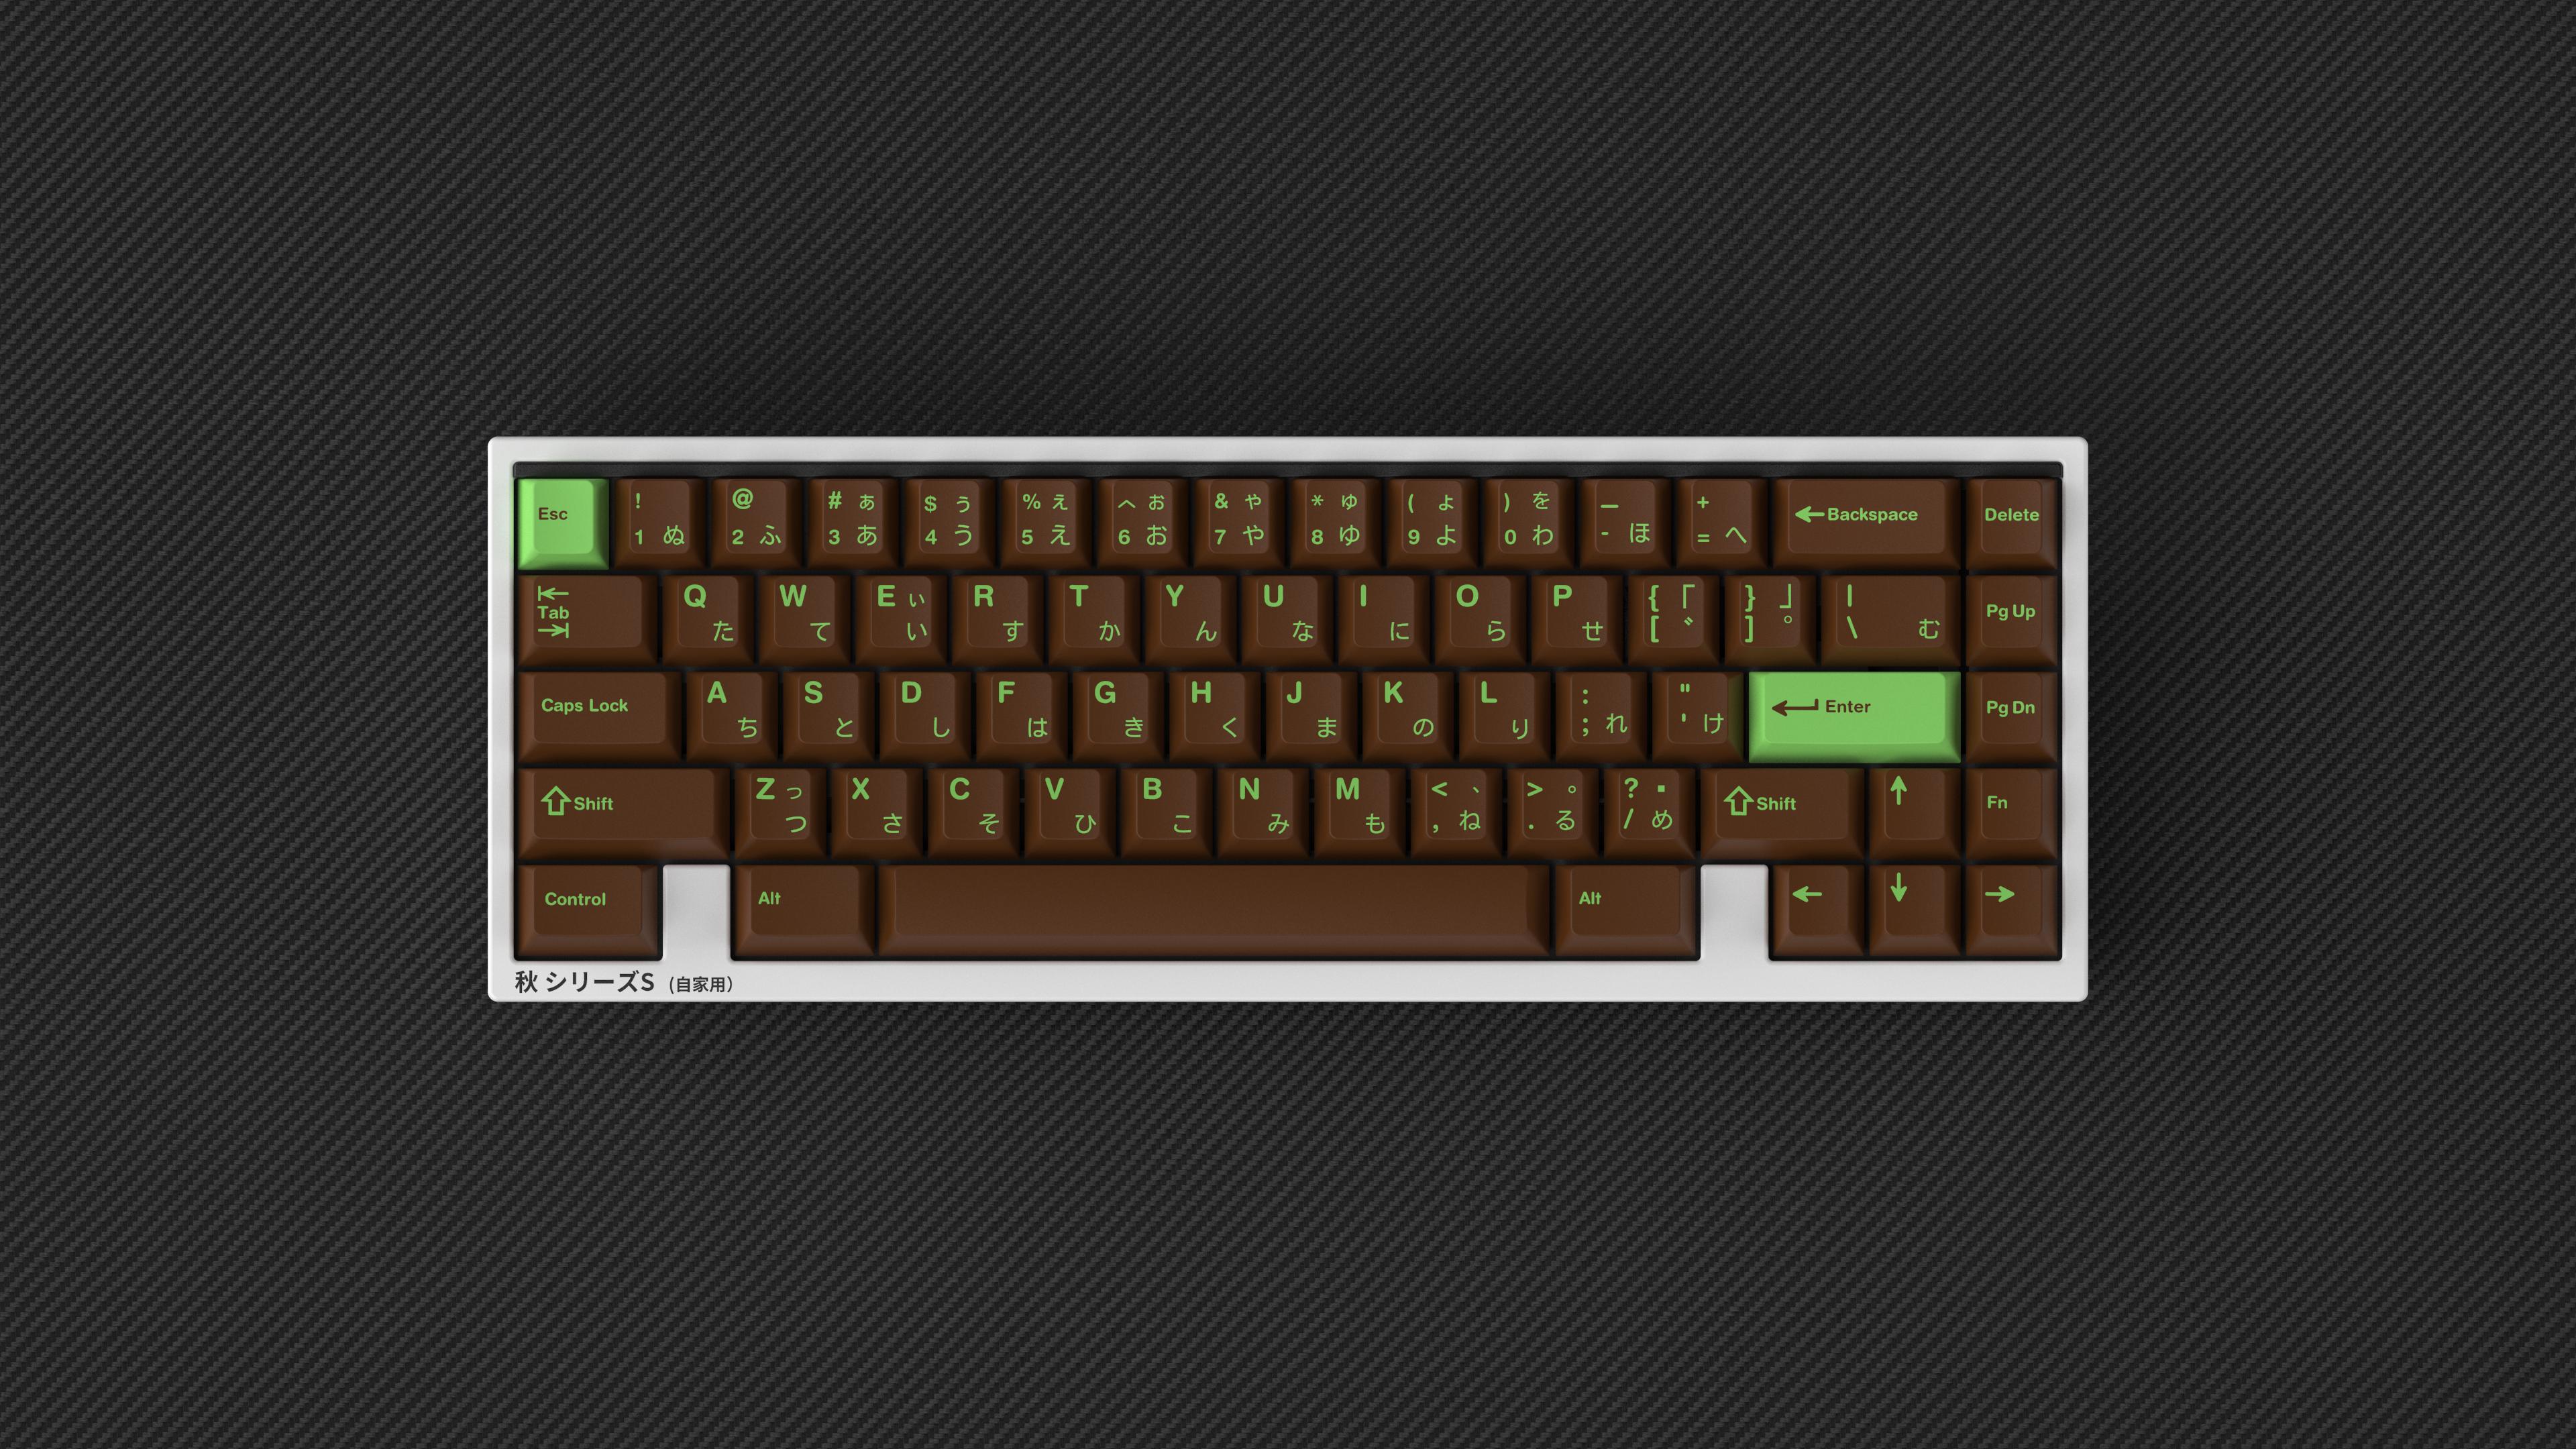 Esc ! 1 ぬ @ 2 ふ # ぁ 3 あ $ ぅ 4 う % ぇ 5 え ^ ぉ 6 お & ゃ 7 や * ゅ 8 ゆ ( ょ 9 よ ) を 0 わ _ - ほ + = へ ←Backspace Delete
⇤ Tab ⇥ Q た W て E ぃ い R す T か Y ん U な I に O ら P せ { 「 [ ゛ } 」 ] ゜ | \ む Pg Up
Caps Lock A ち S と D し F は G き H く J ま K の L り : ; れ " ' け ↵ Enter Pg Dn
⇧Shift Z っ つ X さ C そ V ひ B こ N み M も < 、 , ね > 。 . る ? ・ / め ⇧Shift ↑ Fn
Control Alt Alt ← ↓ →
秋 シリーズS (自家用)